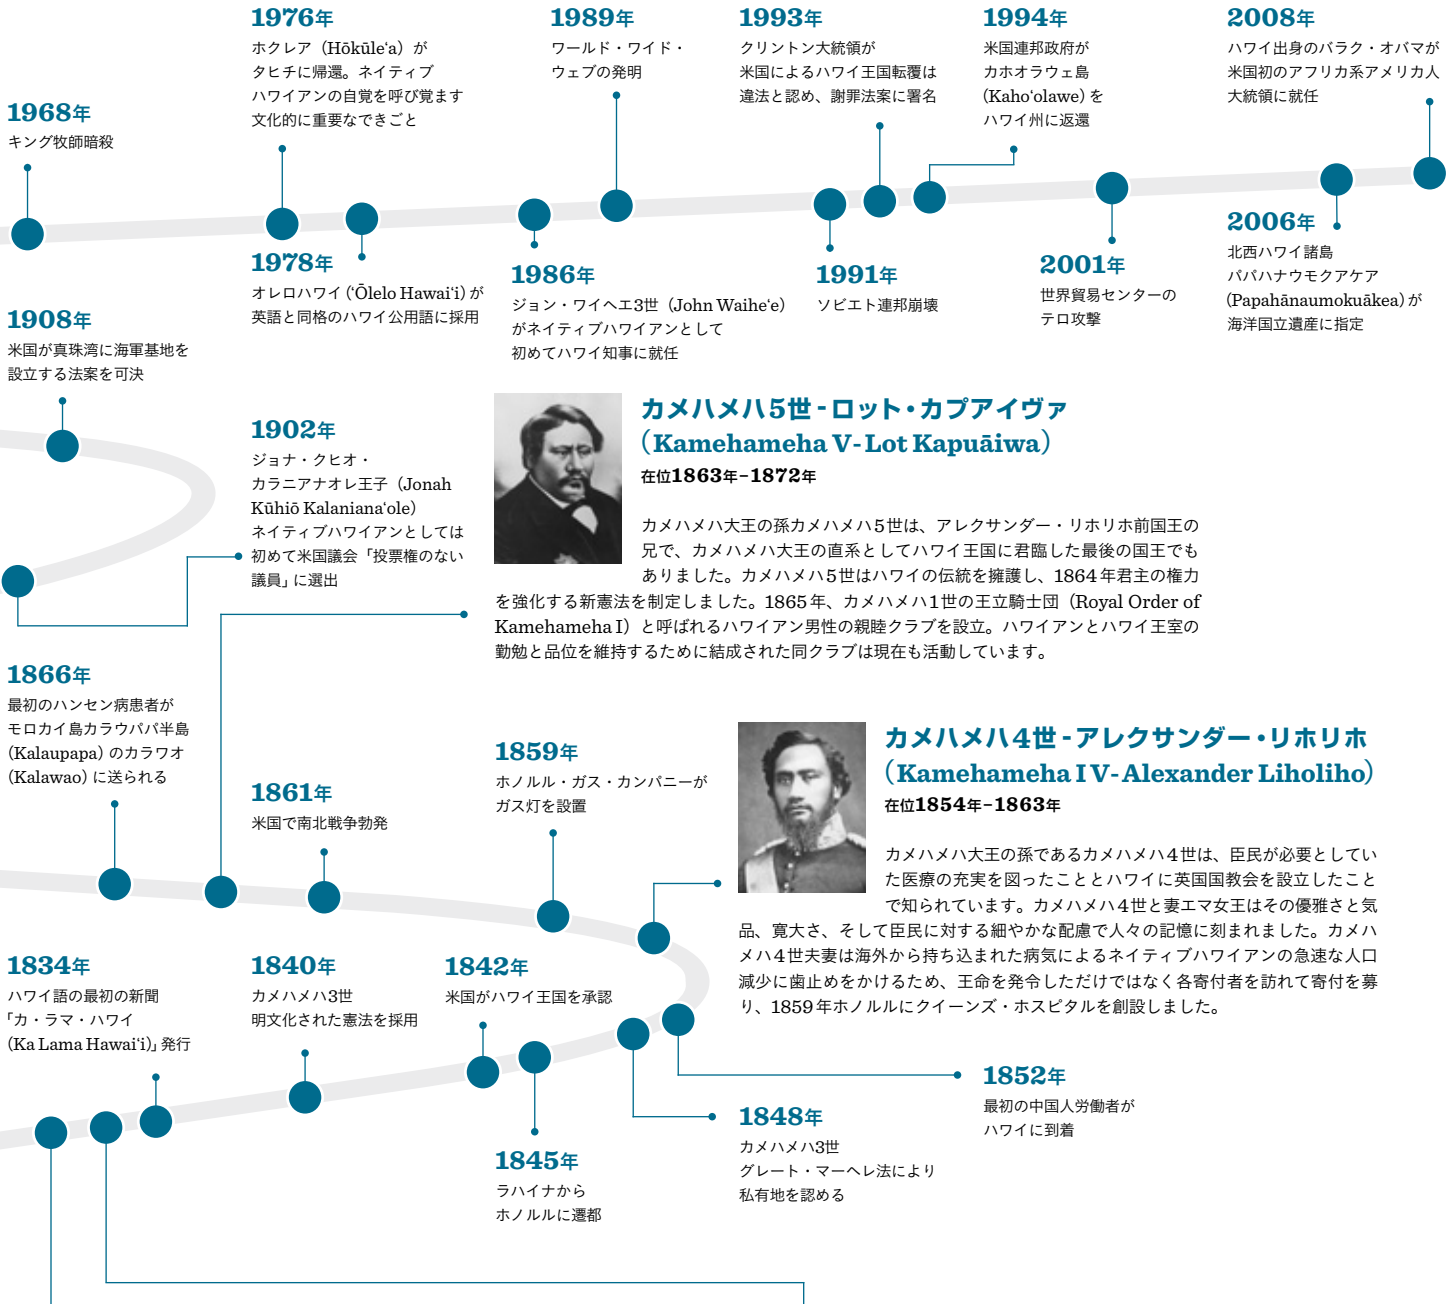 1976年
ホクレア（Hōkūle‘a）が
タヒチに帰還。ネイティブ
ハワイアンの自覚を呼び覚ます
文化的に重要なできごと
1989年
ワールド・ワイド・
ウェブの発明
1993年
クリントン大統領が
米国によるハワイ王国転覆は
違法と認め、謝罪法案に署名
1994年
米国連邦政府が
カホオラウェ島
(Kaho‘olawe) を
ハワイ州に返還
2008年
ハワイ出身のバラク・オバマが
米国初のアフリカ系アメリカ人
大統領に就任
1968年
キング牧師暗殺
1978年
オレロハワイ (‘Ōlelo Hawai‘i) が
英語と同格のハワイ公用語に採用
1986年
ジョン・ワイヘエ3世（John Waihe‘e）
がネイティブハワイアンとして
初めてハワイ知事に就任
1991年
ソビエト連邦崩壊
2001年
世界貿易センターの
テロ攻撃
2006年
北西ハワイ諸島
パパハナウモクアケア
(Papahānaumokuākea) が
海洋国立遺産に指定
1908年
米国が真珠湾に海軍基地を
設立する法案を可決
1902年
ジョナ・クヒオ・
カラニアナオレ王子（Jonah
Kūhiō Kalaniana‘ole）
ネイティブハワイアンとしては
初めて米国議会「投票権のない
議員」に選出
カメハメハ5世 - ロット・カプアイヴァ
（Kamehameha V - Lot Kapuāiwa）
在位1863年–1872年
カメハメハ大王の孫カメハメハ5世は、アレクサンダー・リホリホ前国王の
兄で、カメハメハ大王の直系としてハワイ王国に君臨した最後の国王でも
ありました。カメハメハ5世はハワイの伝統を擁護し、1864年君主の権力
を強化する新憲法を制定しました。1865年、カメハメハ1世の王立騎士団（Royal Order of
Kamehameha I）と呼ばれるハワイアン男性の親睦クラブを設立。ハワイアンとハワイ王室の
勤勉と品位を維持するために結成された同クラブは現在も活動しています。
1866年
最初のハンセン病患者が
モロカイ島カラウパパ半島
(Kalaupapa) のカラワオ
(Kalawao) に送られる
1861年
米国で南北戦争勃発
1859年
ホノルル・ガス・カンパニーが
ガス灯を設置
カメハメハ4世 - アレクサンダー・リホリホ
（Kamehameha IV - Alexander Liholiho）
在位1854年–1863年
カメハメハ大王の孫であるカメハメハ4世は、臣民が必要としてい
た医療の充実を図ったこととハワイに英国国教会を設立したこと
で知られています。カメハメハ4世と妻エマ女王はその優雅さと気
品、寛大さ、そして臣民に対する細やかな配慮で人々の記憶に刻まれました。カメハ
メハ4世夫妻は海外から持ち込まれた病気によるネイティブハワイアンの急速な人口
減少に歯止めをかけるため、王命を発令しただけではなく各寄付者を訪れて寄付を募
り、1859年ホノルルにクイーンズ・ホスピタルを創設しました。
1834年
ハワイ語の最初の新聞
「カ・ラマ・ハワイ
(Ka Lama Hawai‘i)」発行
1840年
カメハメハ3世
明文化された憲法を採用
1842年
米国がハワイ王国を承認
1845年
ラハイナから
ホノルルに遷都
1848年
カメハメハ3世
グレート・マーヘレ法により
私有地を認める
1852年
最初の中国人労働者が
ハワイに到着